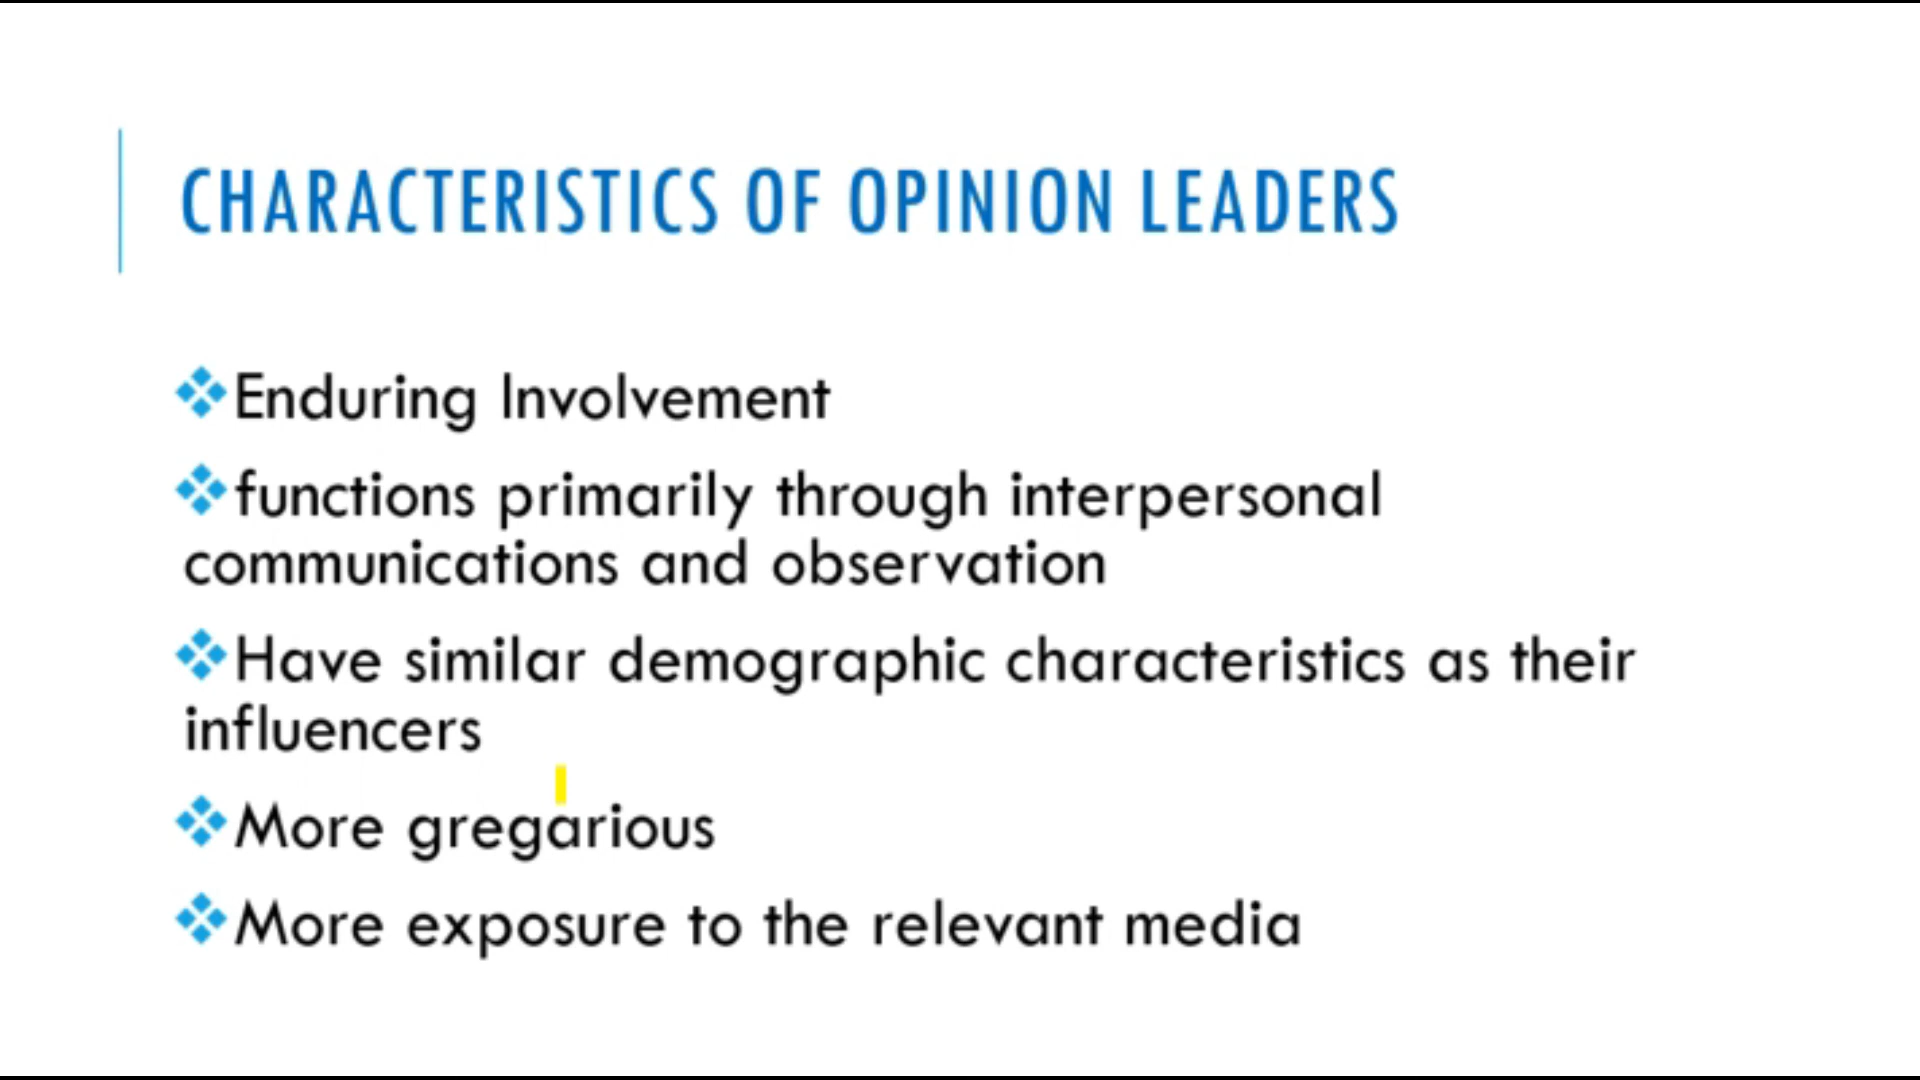 CHARACTERISTICS OF OPINION LEADERS
Enduring Involvement
functions primarily through interpersonal
communications and observation
Have similar demographic characteristics as their
influencers
More gregarious
More exposure to the relevant media